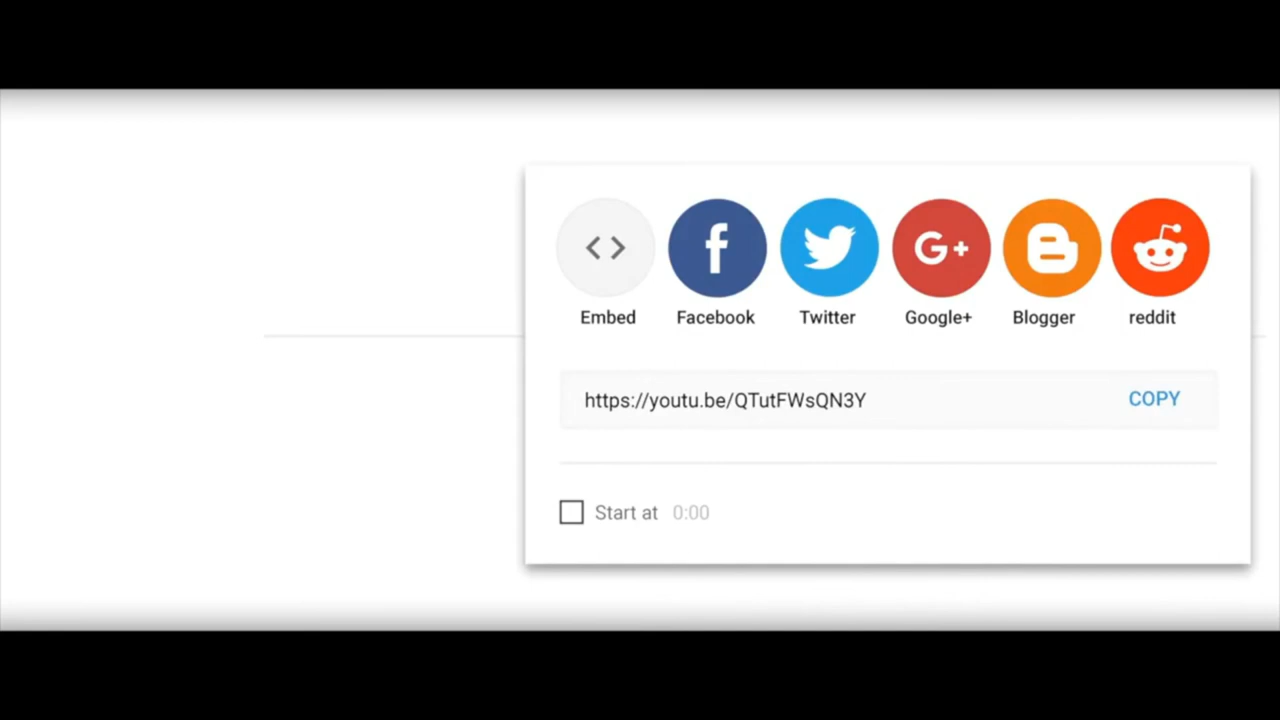 Embed Facebook Twitter G+ Google+ Blogger reddit
https://youtu.be/QTutFWsQN3Y COPY
Start at 0:00